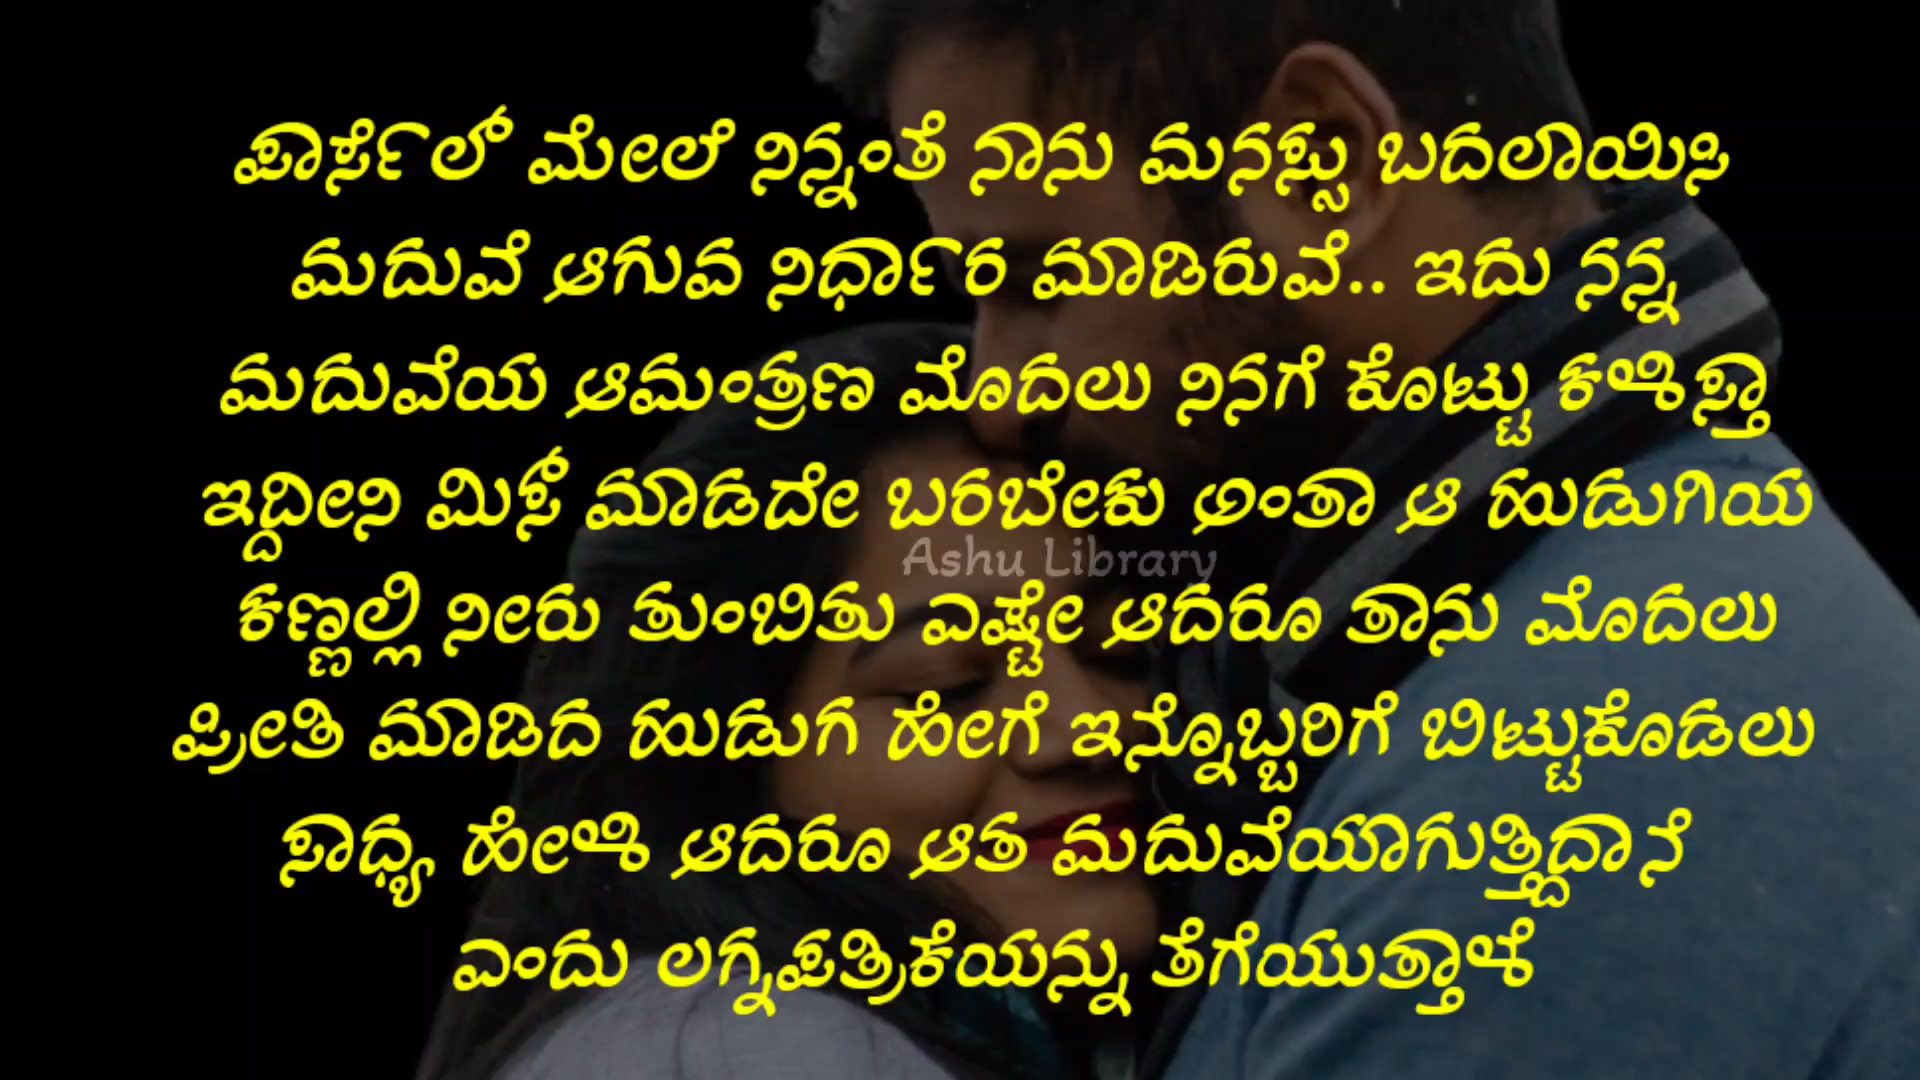 ಪಾರ್ಸೆಲ್ ಮೇಲೆ ನಿನ್ನಂತೆ ನಾನು ಮನಸ್ಸು ಬದಲಾಯಿಸಿ
ಮದುವೆ ಆಗುವ ನಿರ್ಧಾರ ಮಾಡಿರುವೆ.. ಇದು ನನ್ನ
ಮದುವೆಯ ಆಮಂತ್ರಣ ಮೊದಲು ನಿನಗೆ ಕೊಟ್ಟು ಕಳಿಸ್ತಾ
ಇದ್ದೀನಿ ಮಿಸ್ ಮಾಡದೇ ಬರಬೇಕು ಅಂತಾ ಆ ಹುಡುಗಿಯ
Ashu Library
ಕಣ್ಣಲ್ಲಿ ನೀರು ತುಂಬಿತು ಎಷ್ಟೇ ಆದರೂ ತಾನು ಮೊದಲು
ಪ್ರೀತಿ ಮಾಡಿದ ಹುಡುಗ ಹೇಗೆ ಇನ್ನೊಬ್ಬರಿಗೆ ಬಿಟ್ಟುಕೊಡಲು
ಸಾಧ್ಯ ಹೇಳಿ ಆದರೂ ಆತ ಮದುವೆಯಾಗುತ್ತಿದ್ದಾನೆ
ಎಂದು ಲಗ್ನಪತ್ರಿಕೆಯನ್ನು ತೆಗೆಯುತ್ತಾಳೆ